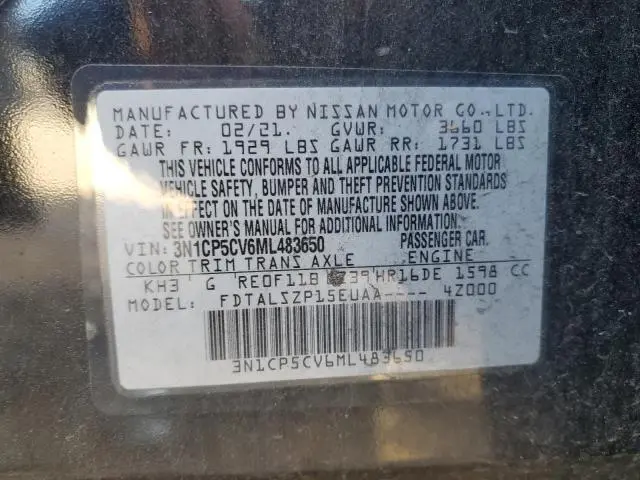 MANUFACTURED BY NISSAN MOTOR CO., LTD.
DATE: 02/21. GVWR: 3660 LBS
GAWR FR: 1929 LBS GAWR RR: 1731 LBS
THIS VEHICLE CONFORMS TO ALL APPLICABLE FEDERAL MOTOR
VEHICLE SAFETY, BUMPER AND THEFT PREVENTION STANDARDS
IN EFFECT ON THE DATE OF MANUFACTURE SHOWN ABOVE.
SEE OWNER'S MANUAL FOR ADDITIONAL INFORMATION
VIN: 3N1CP5CV6ML483650 PASSENGER CAR.
COLOR TRIM TRANS AXLE ENGINE
KH3 G RE0F11B HR16DE 1598 CC
MODEL: FDTALSZP15EUAA---- 4Z000
3N1CP5CV6ML483650